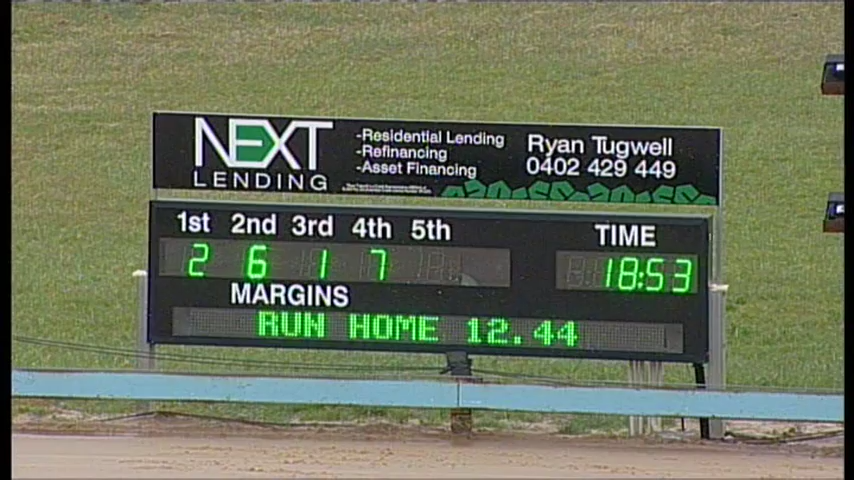 NEXT
LENDING
-Residential Lending
-Refinancing
-Asset Financing
Ryan Tugwell
0402 429 449
1st 2nd 3rd 4th 5th
TIME
2 6 1 7
18:53
MARGINS
RUN HOME 12.44